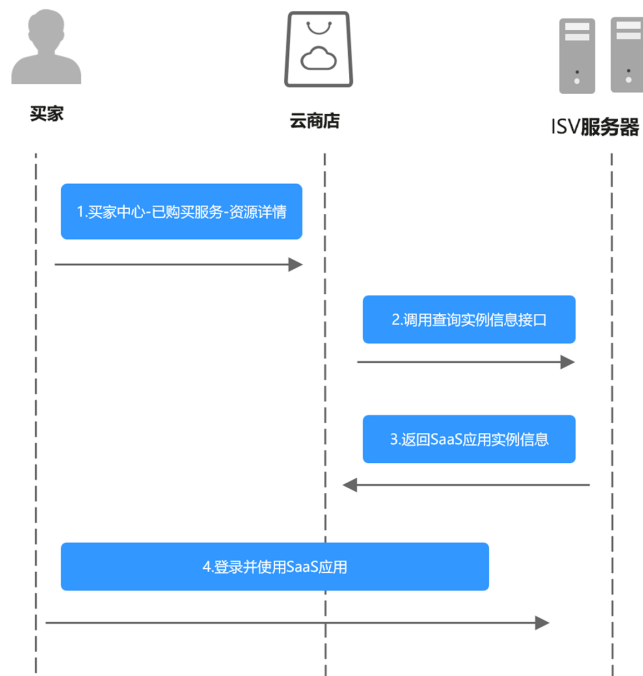 买家
云商店
ISV服务器
1.买家中心-已购买服务-资源详情
2.调用查询实例信息接口
3.返回SaaS应用实例信息
4.登录并使用SaaS应用